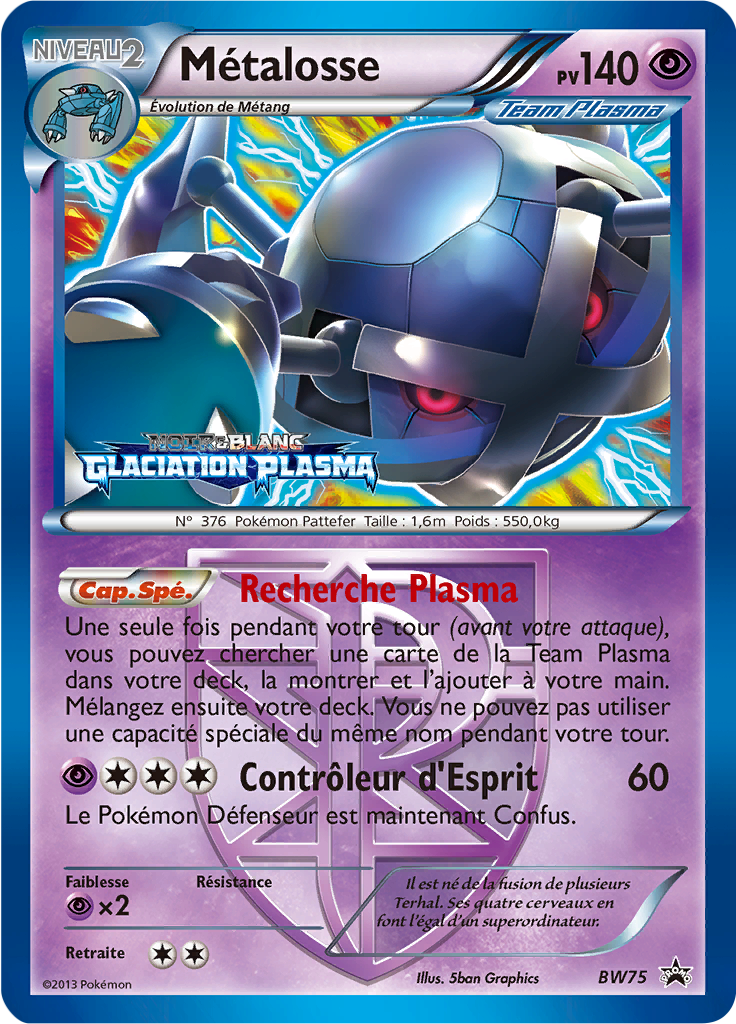 NIVEAU2
Métalosse
PV140
Évolution de Métang
Team Plasma
NOIR&BLANC
GLACIATION PLASMA
N° 376 Pokémon Pattefer Taille : 1,6m Poids : 550,0kg
Cap.Spé. Recherche Plasma
Une seule fois pendant votre tour (avant votre attaque),
vous pouvez chercher une carte de la Team Plasma
dans votre deck, la montrer et l'ajouter à votre main.
Mélangez ensuite votre deck. Vous ne pouvez pas utiliser
une capacité spéciale du même nom pendant votre tour.
Contrôleur d'Esprit 60
Le Pokémon Défenseur est maintenant Confus.
Faiblesse Résistance
×2
Il est né de la fusion de plusieurs
Terhal. Ses quatre cerveaux en
font l'égal d'un superordinateur.
Retraite
©2013 Pokémon
Illus. 5ban Graphics
BW75
PROMO